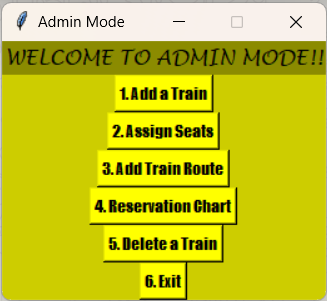 Admin Mode
WELCOME TO ADMIN MODE!!
1. Add a Train
2. Assign Seats
3. Add Train Route
4. Reservation Chart
5. Delete a Train
6. Exit